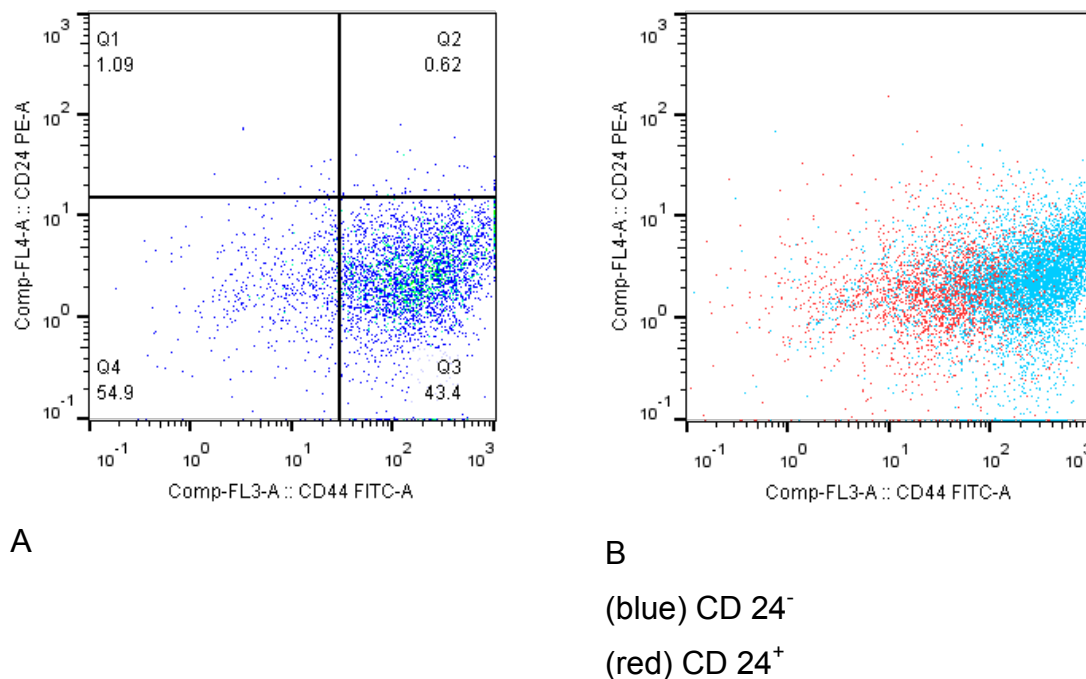 10³
10²
10¹
10⁰
10⁻¹
Comp-FL4-A :: CD24 PE-A
Q1
1.09
Q2
0.62
Q4
54.9
Q3
43.4
10⁻¹ 10⁰ 10¹ 10² 10³
Comp-FL3-A :: CD44 FITC-A
A
10³
10²
10¹
10⁰
10⁻¹
Comp-FL4-A :: CD24 PE-A
10⁻¹ 10⁰ 10¹ 10² 10³
Comp-FL3-A :: CD44 FITC-A
B
(blue) CD 24⁻
(red) CD 24⁺